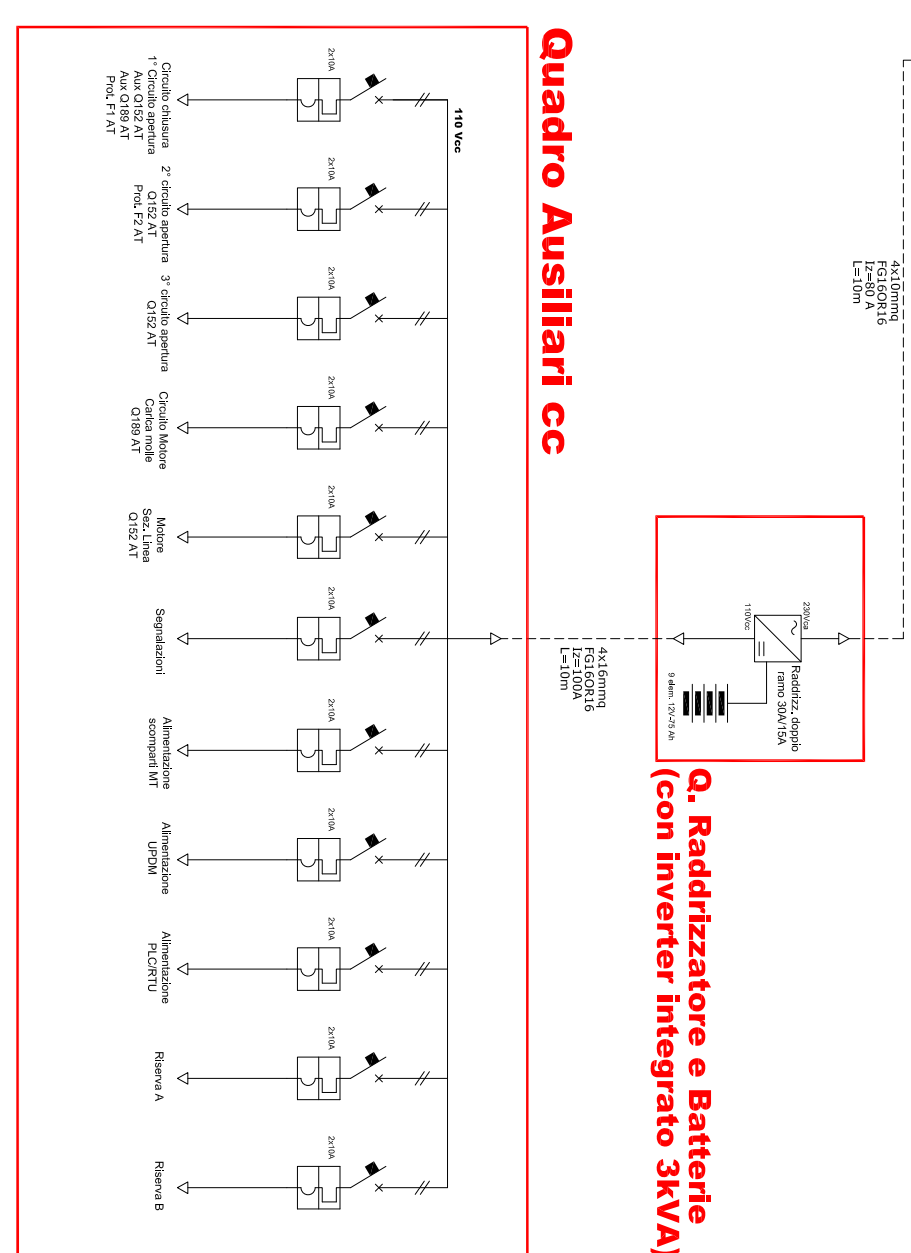 4x10mmq
FG16OR16
Iz=80 A
L=10m
Q. Raddrizzatore e Batterie
(con inverter integrato 3kVA)
230Vca
110Vcc
Raddrizz. doppio
ramo 30A/15A
9 elem. 12V-75 Ah
4x16mmq
FG16OR16
Iz=100A
L=10m
Quadro Ausiliari cc
110 Vcc
2x10A
Circuito chiusura
1° Circuito apertura
Aux Q152 AT
Aux Q189 AT
Prot. F1 AT
2x10A
2° circuito apertura
Q152 AT
Prot. F2 AT
2x10A
3° circuito apertura
Q152 AT
2x10A
Circuito Motore
Carica molle
Q189 AT
2x10A
Motore
Sez. Linea
Q152 AT
2x10A
Segnalazioni
2x10A
Alimentazione
scomparti MT
2x10A
Alimentazione
UPDM
2x10A
Alimentazione
PLC/RTU
2x10A
Riserva A
2x10A
Riserva B